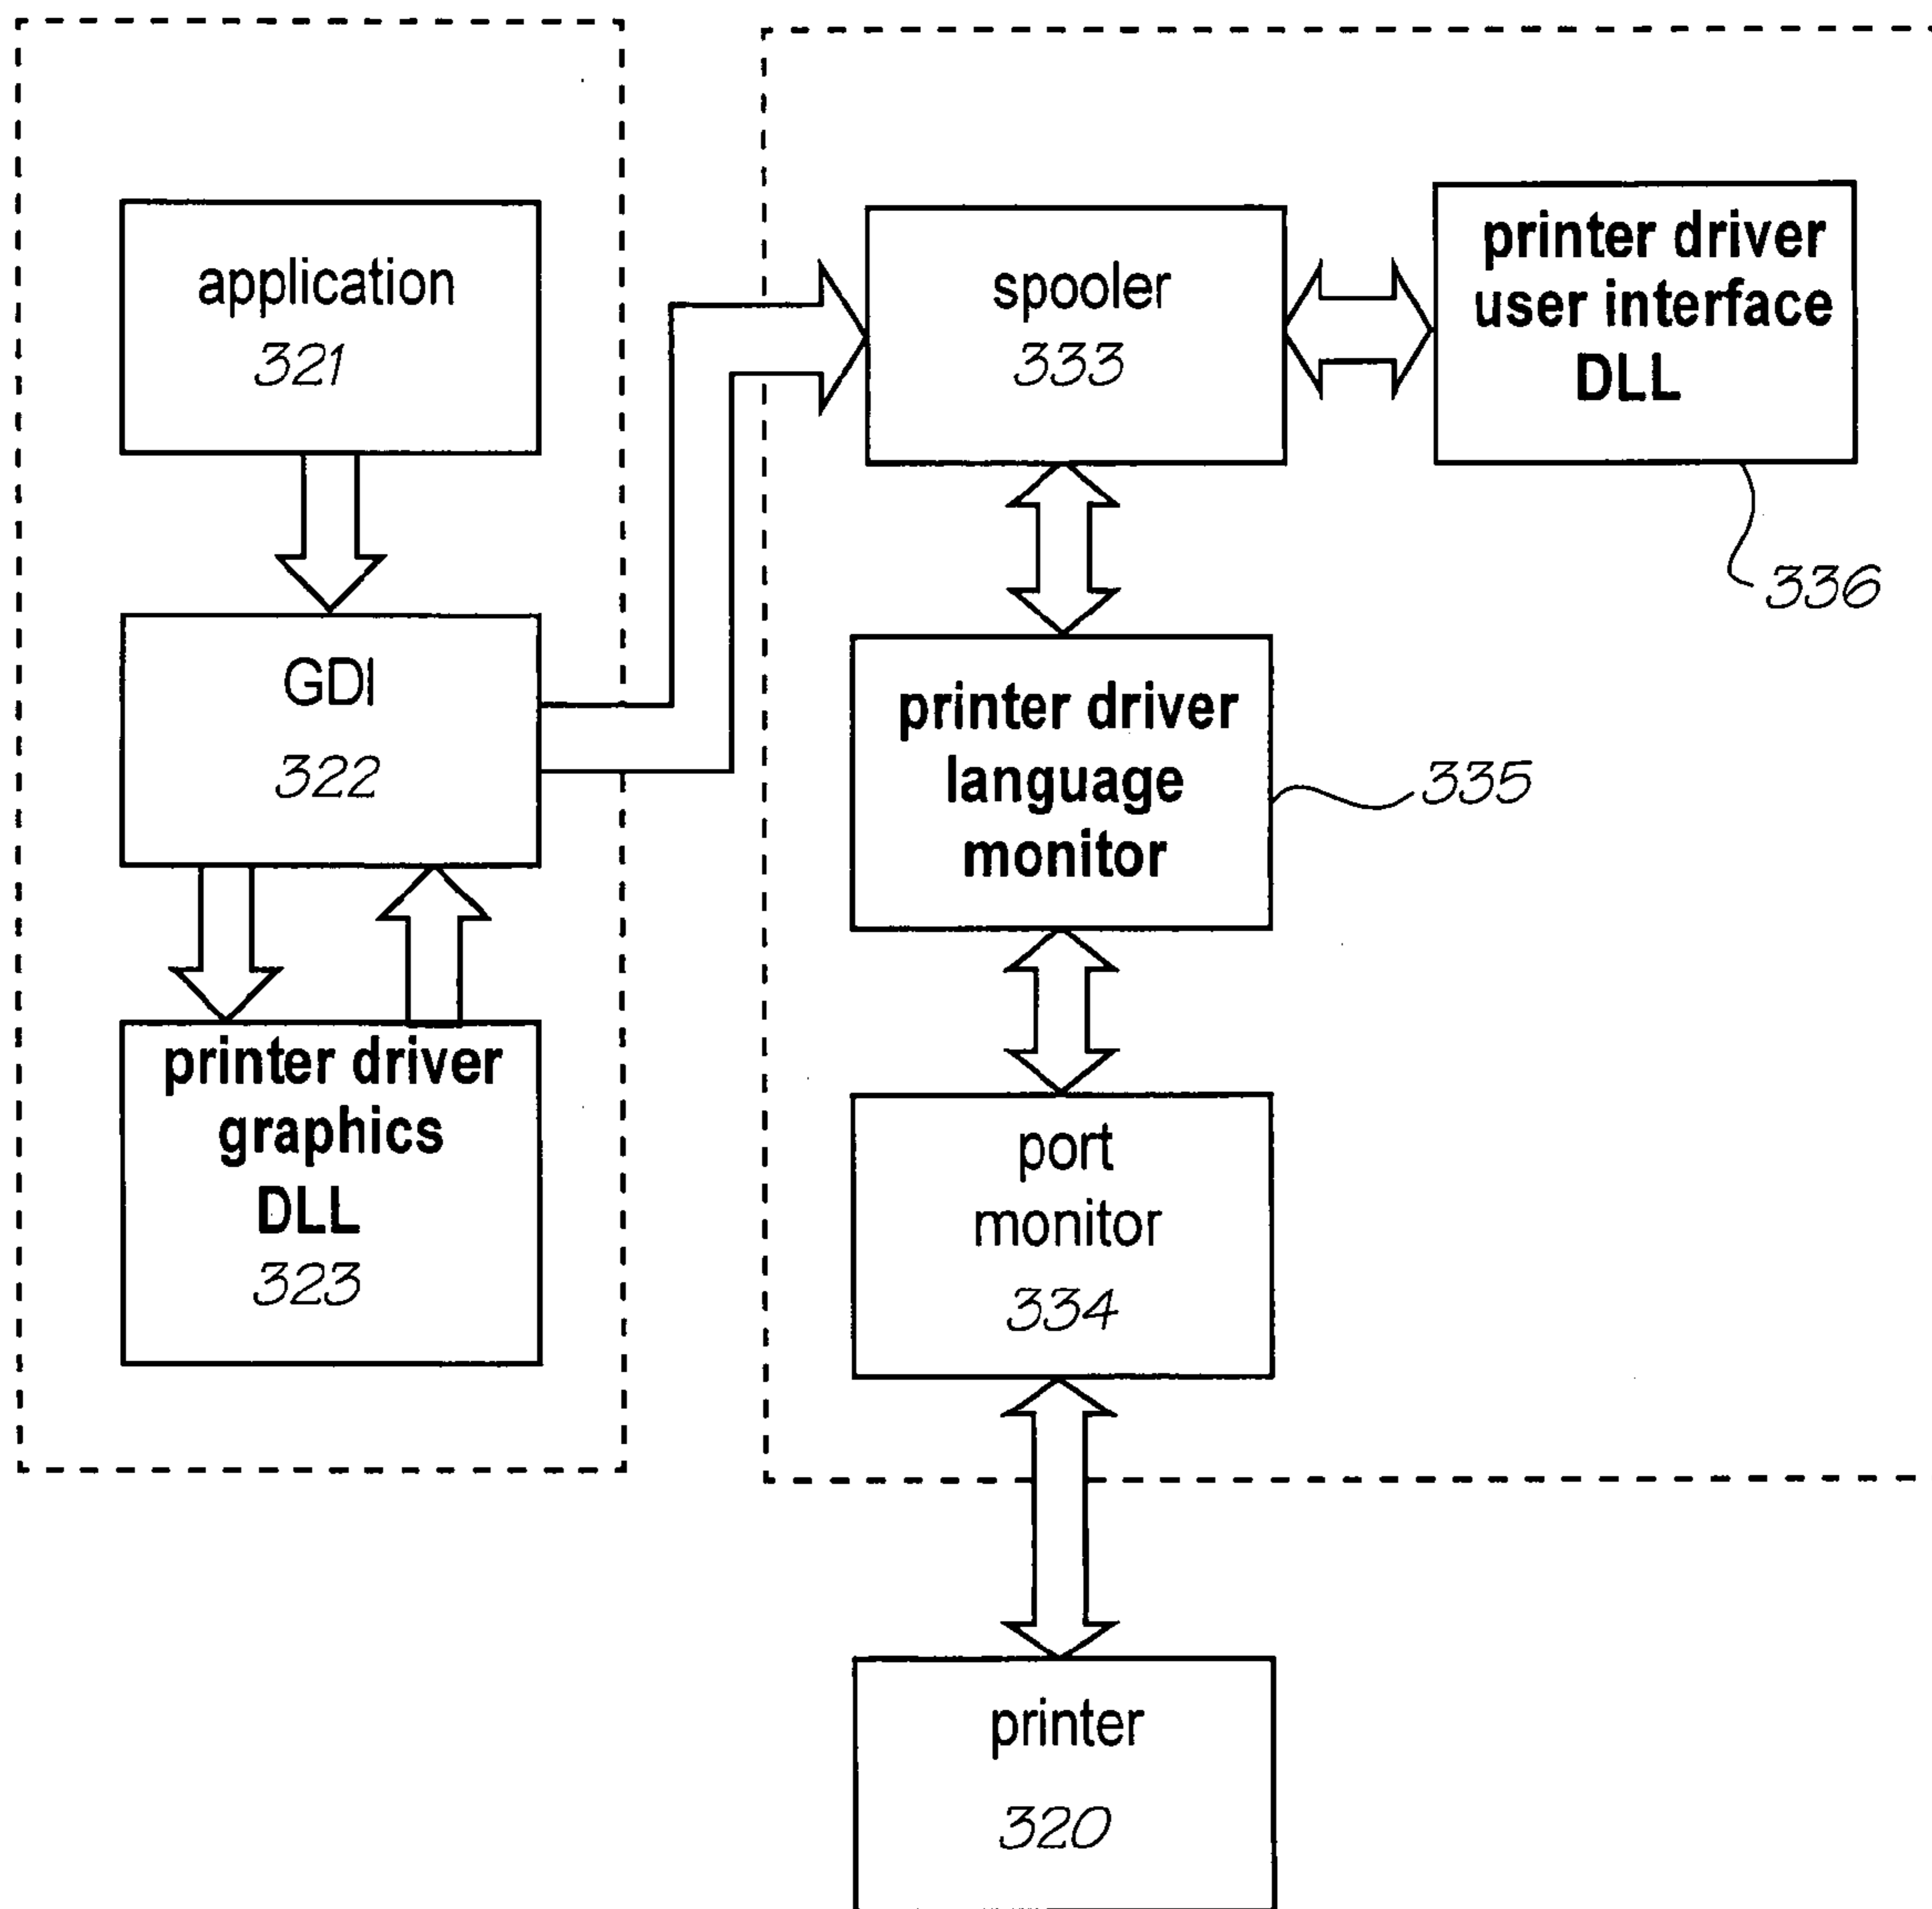 application
321
GDI
322
printer driver
graphics
DLL
323
spooler
333
printer driver
user interface
DLL
336
printer driver
language
monitor
335
port
monitor
334
printer
320